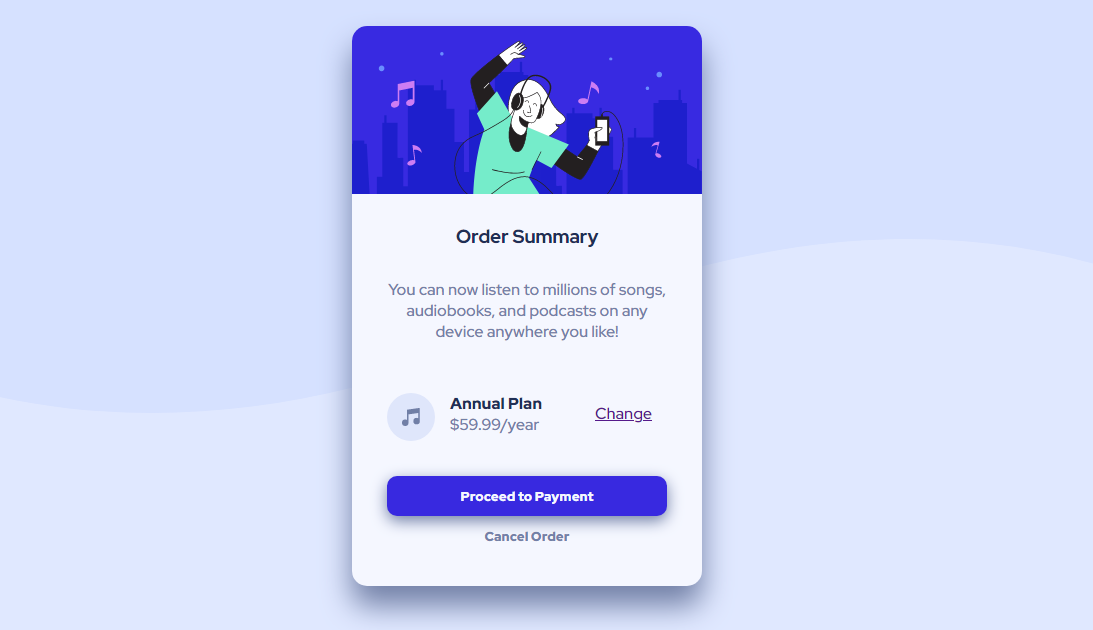 Order Summary
You can now listen to millions of songs,
audiobooks, and podcasts on any
device anywhere you like!
Annual Plan
$59.99/year
Change
Proceed to Payment
Cancel Order